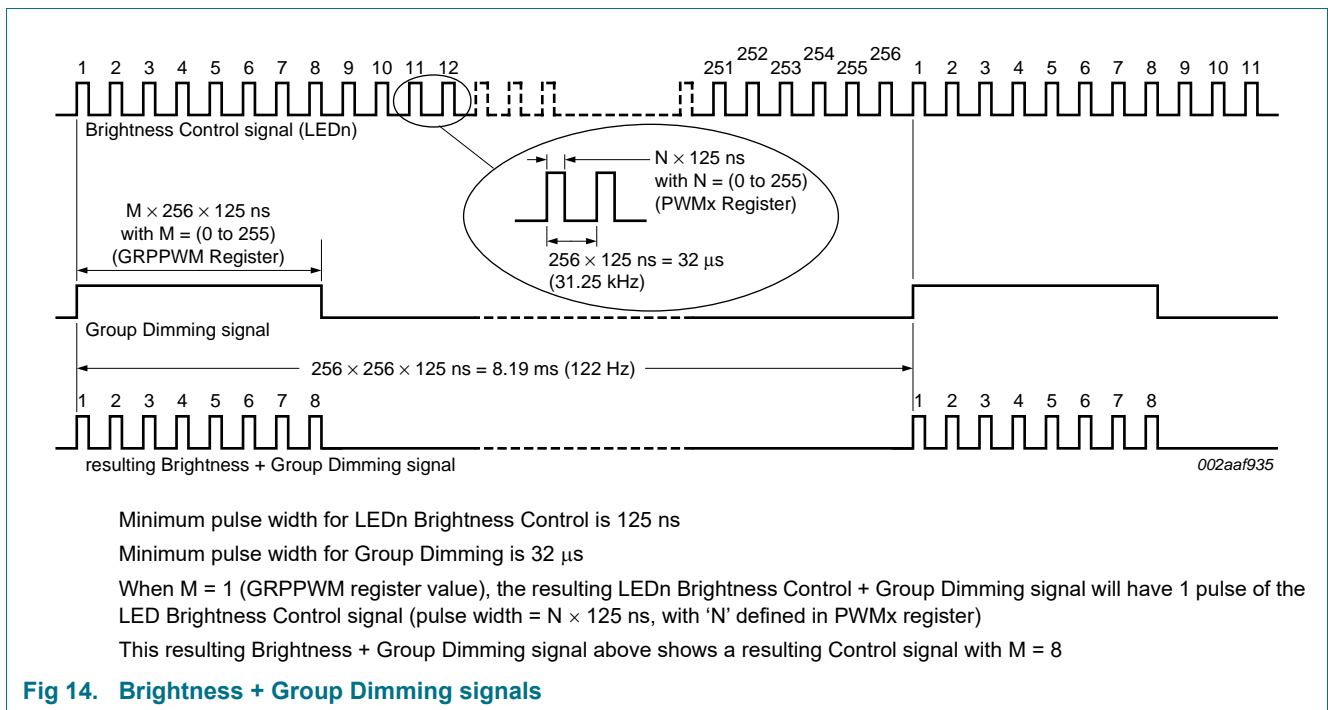 1 2 3 4 5 6 7 8 9 10 11 12 251 252 253 254 255 256 1 2 3 4 5 6 7 8 9 10 11
Brightness Control signal (LEDn)
N × 125 ns
with N = (0 to 255)
(PWMx Register)
M × 256 × 125 ns
with M = (0 to 255)
(GRPPWM Register)
256 × 125 ns = 32 μs
(31.25 kHz)
Group Dimming signal
256 × 256 × 125 ns = 8.19 ms (122 Hz)
1 2 3 4 5 6 7 8 1 2 3 4 5 6 7 8
resulting Brightness + Group Dimming signal
002aaf935
Minimum pulse width for LEDn Brightness Control is 125 ns
Minimum pulse width for Group Dimming is 32 μs
When M = 1 (GRPPWM register value), the resulting LEDn Brightness Control + Group Dimming signal will have 1 pulse of the
LED Brightness Control signal (pulse width = N × 125 ns, with ‘N’ defined in PWMx register)
This resulting Brightness + Group Dimming signal above shows a resulting Control signal with M = 8
Fig 14. Brightness + Group Dimming signals